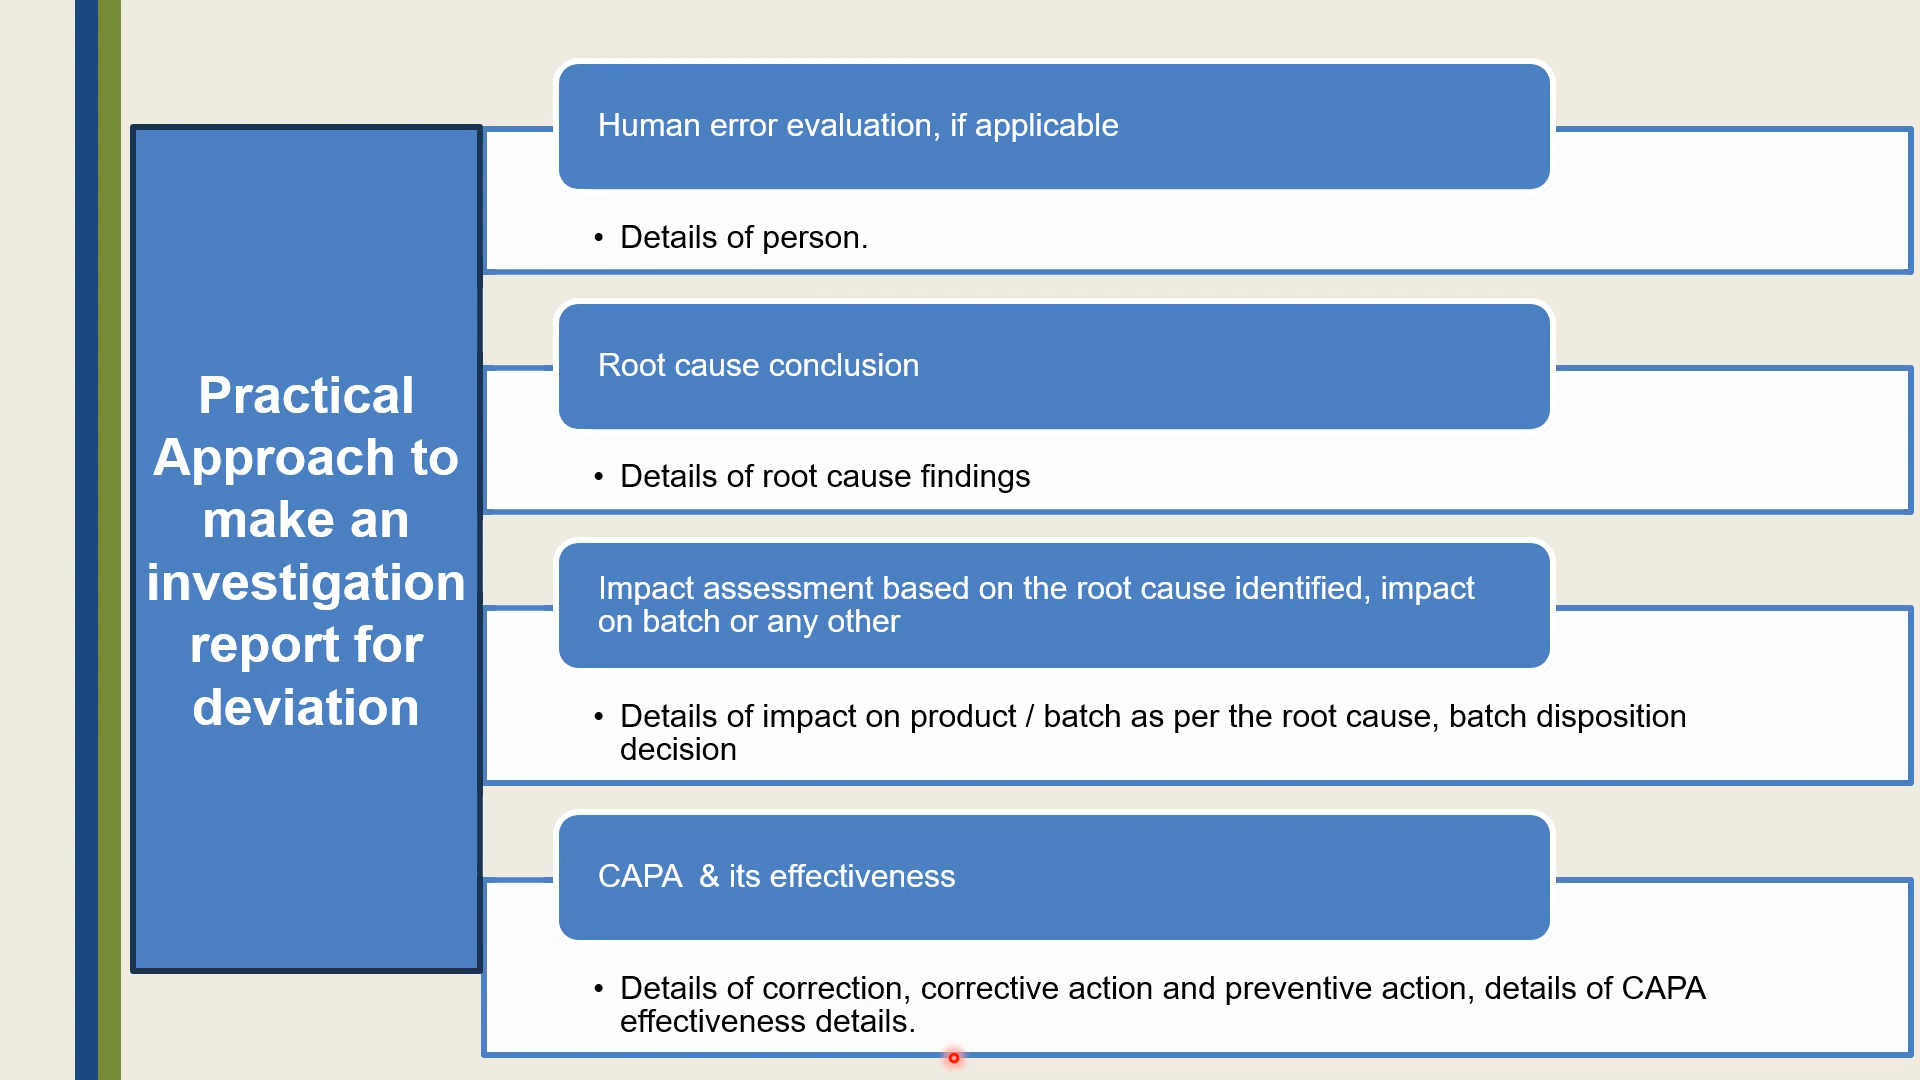 Practical
Approach to
make an
investigation
report for
deviation
Human error evaluation, if applicable
• Details of person.
Root cause conclusion
• Details of root cause findings
Impact assessment based on the root cause identified, impact
on batch or any other
• Details of impact on product / batch as per the root cause, batch disposition
decision
CAPA  & its effectiveness
• Details of correction, corrective action and preventive action, details of CAPA
effectiveness details.